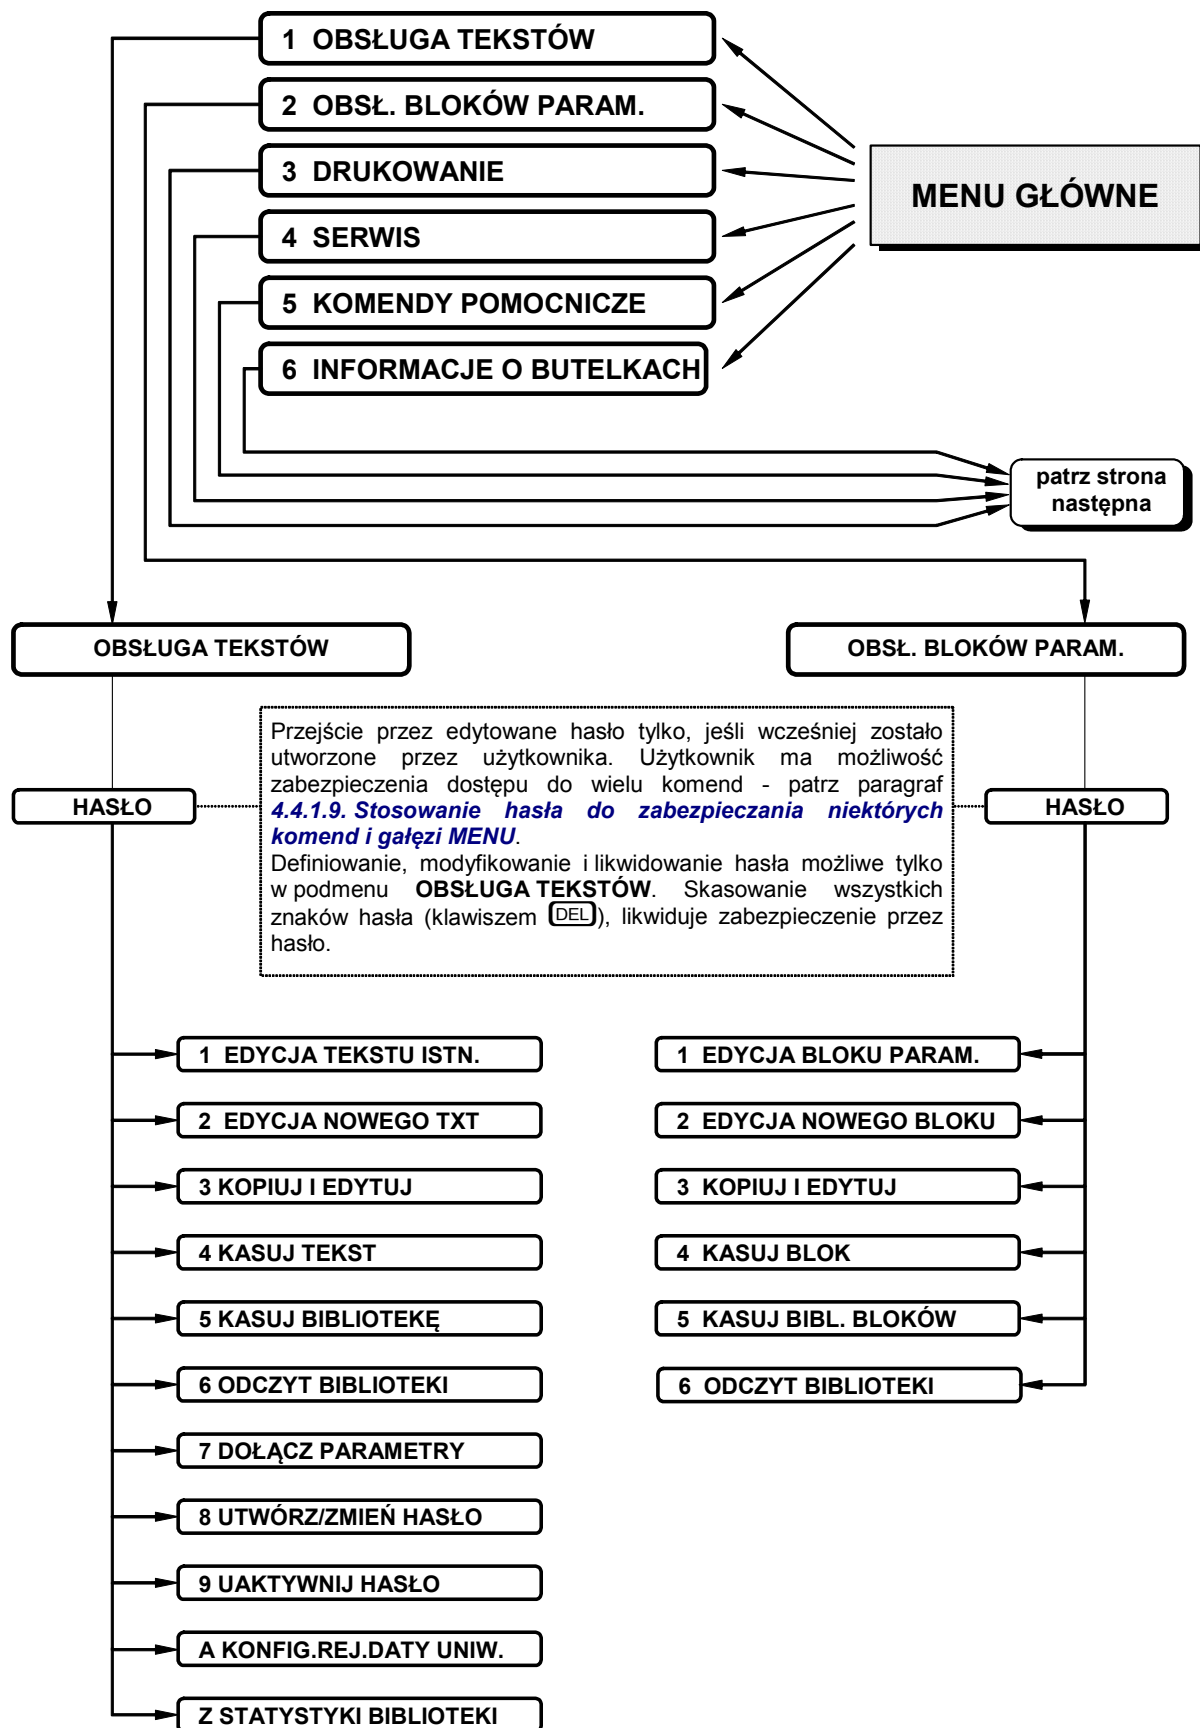 1 OBSŁUGA TEKSTÓW
2 OBSŁ. BLOKÓW PARAM.
3 DRUKOWANIE
4 SERWIS
5 KOMENDY POMOCNICZE
6 INFORMACJE O BUTELKACH
MENU GŁÓWNE
patrz strona
następna
OBSŁUGA TEKSTÓW
OBSŁ. BLOKÓW PARAM.
HASŁO
Przejście przez edytowane hasło tylko, jeśli wcześniej zostało
utworzone przez użytkownika. Użytkownik ma możliwość
zabezpieczenia dostępu do wielu komend - patrz paragraf
4.4.1.9. Stosowanie hasła do zabezpieczania niektórych
komend i gałęzi MENU.
Definiowanie, modyfikowanie i likwidowanie hasła możliwe tylko
w podmenu OBSŁUGA TEKSTÓW. Skasowanie wszystkich
znaków hasła (klawiszem DEL), likwiduje zabezpieczenie przez
hasło.
HASŁO
1 EDYCJA TEKSTU ISTN.
2 EDYCJA NOWEGO TXT
3 KOPIUJ I EDYTUJ
4 KASUJ TEKST
5 KASUJ BIBLIOTEKĘ
6 ODCZYT BIBLIOTEKI
7 DOŁĄCZ PARAMETRY
8 UTWÓRZ/ZMIEŃ HASŁO
9 UAKTYWNIJ HASŁO
A KONFIG.REJ.DATY UNIW.
Z STATYSTYKI BIBLIOTEKI
1 EDYCJA BLOKU PARAM.
2 EDYCJA NOWEGO BLOKU
3 KOPIUJ I EDYTUJ
4 KASUJ BLOK
5 KASUJ BIBL. BLOKÓW
6 ODCZYT BIBLIOTEKI